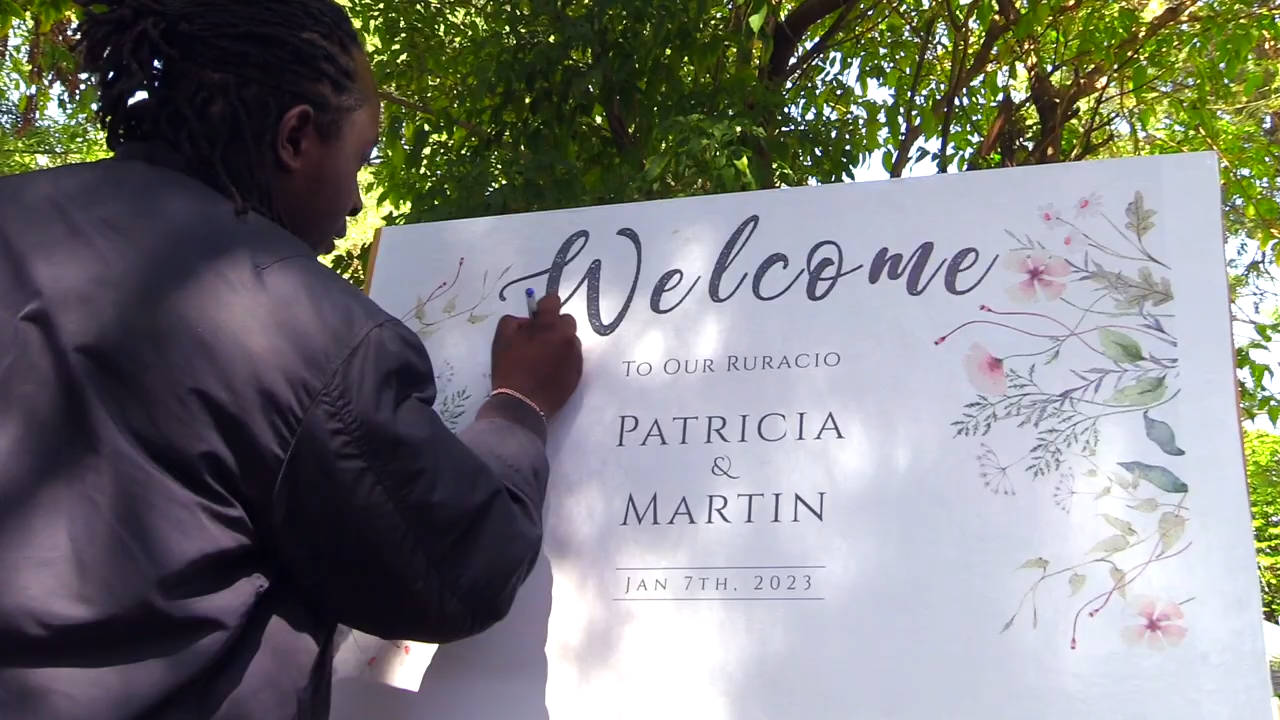 Welcome
TO OUR RURACIO
PATRICIA
&
MARTIN
JAN 7TH, 2023